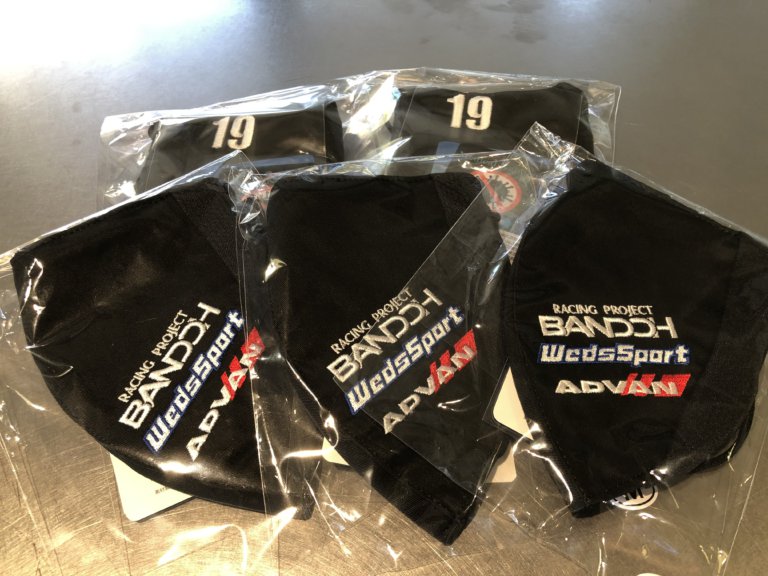 19
19
RACING PROJECT
BANDOH
WedsSport
ADVAN
RACING PROJECT
BANDOH
WedsSport
ADVAN
RACING PROJECT
BANDOH
WedsSport
ADVAN